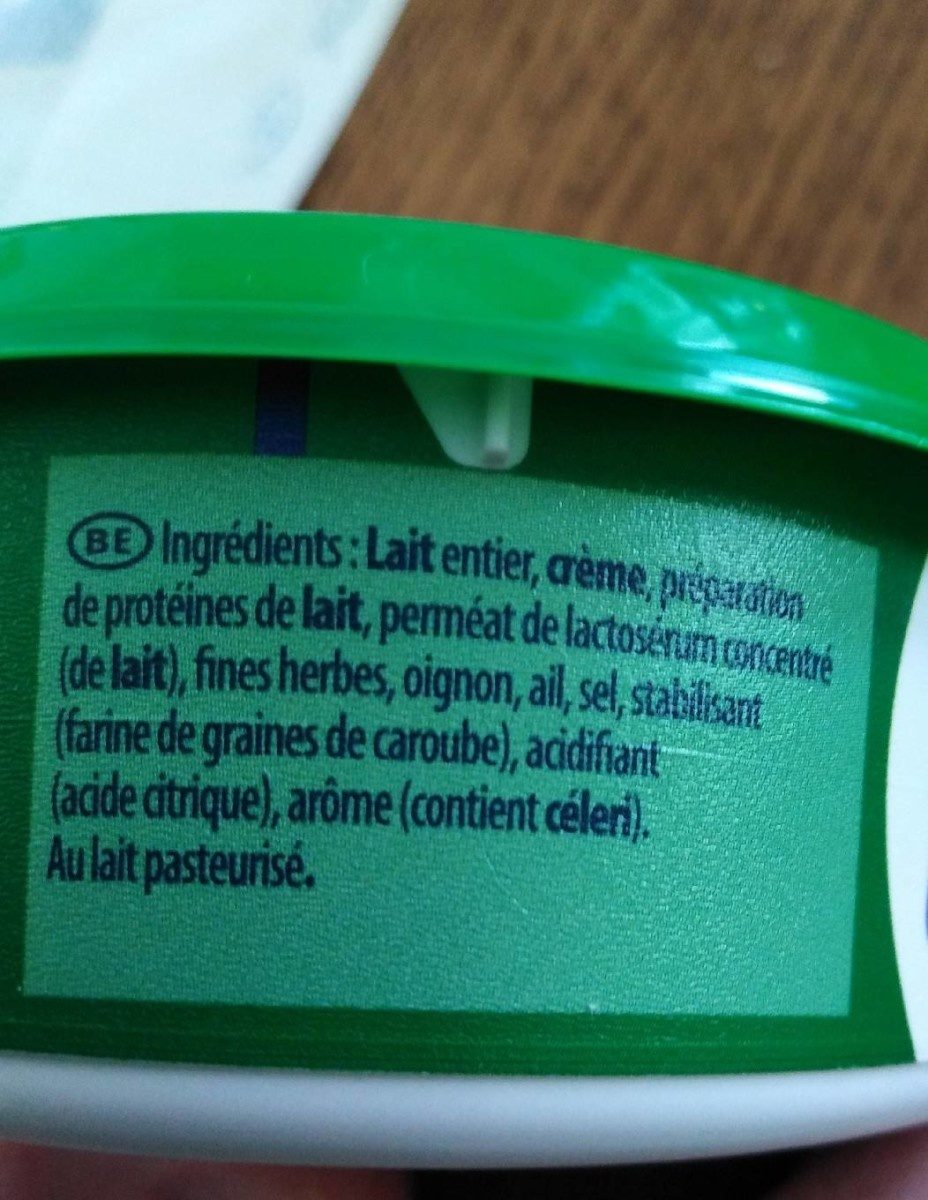 BE Ingrédients : Lait entier, crème, préparation
de protéines de lait, perméat de lactosérum concentré
(de lait), fines herbes, oignon, ail, sel, stabilisant
(farine de graines de caroube), acidifiant
(acide citrique), arôme (contient céleri).
Au lait pasteurisé.